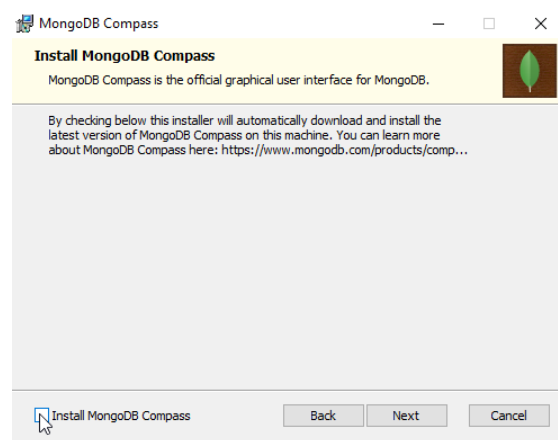 MongoDB Compass
Install MongoDB Compass
MongoDB Compass is the official graphical user interface for MongoDB.
By checking below this installer will automatically download and install the
latest version of MongoDB Compass on this machine. You can learn more
about MongoDB Compass here: https://www.mongodb.com/products/comp...
Install MongoDB Compass Back Next Cancel